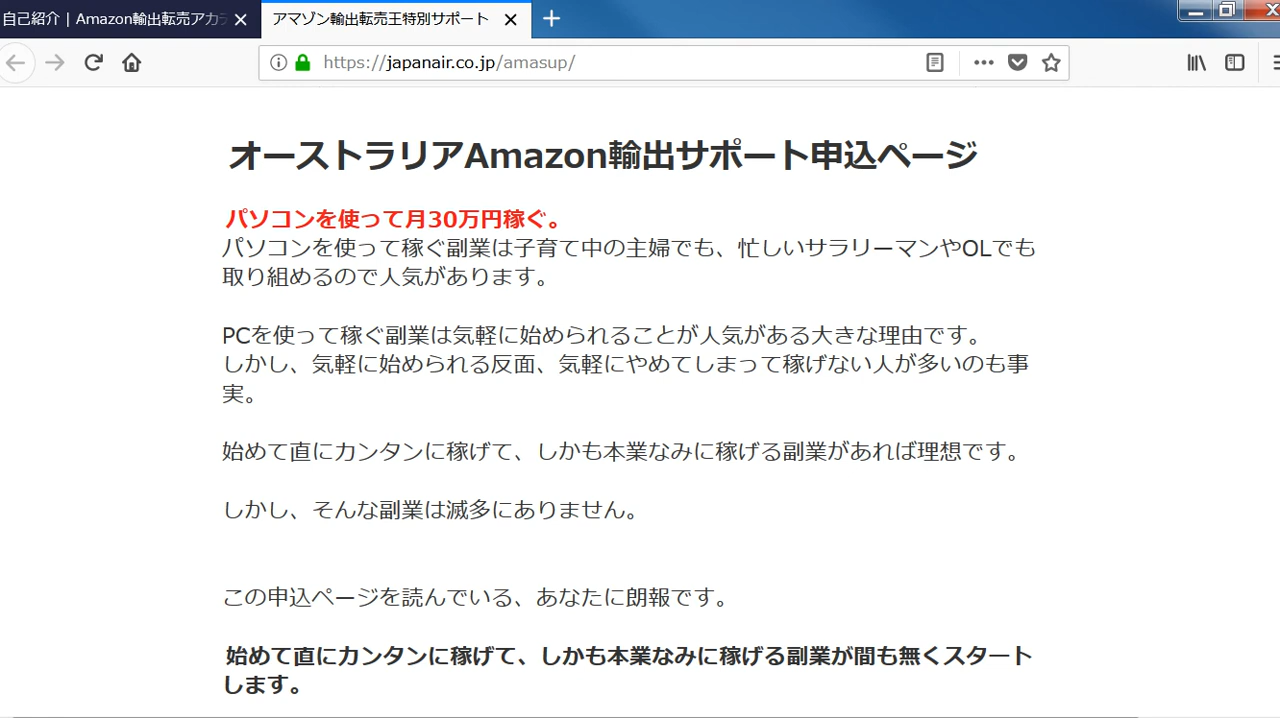 自己紹介 | Amazon輸出転売アカデ
アマゾン輸出転売王特別サポート
https://japanair.co.jp/amasup/
オーストラリアAmazon輸出サポート申込ページ
パソコンを使って月30万円稼ぐ。
パソコンを使って稼ぐ副業は子育て中の主婦でも、忙しいサラリーマンやOLでも
取り組めるので人気があります。
PCを使って稼ぐ副業は気軽に始められることが人気がある大きな理由です。
しかし、気軽に始められる反面、気軽にやめてしまって稼げない人が多いのも事
実。
始めて直にカンタンに稼げて、しかも本業なみに稼げる副業があれば理想です。
しかし、そんな副業は滅多にありません。
この申込ページを読んでいる、あなたに朗報です。
始めて直にカンタンに稼げて、しかも本業なみに稼げる副業が間も無くスタート
します。